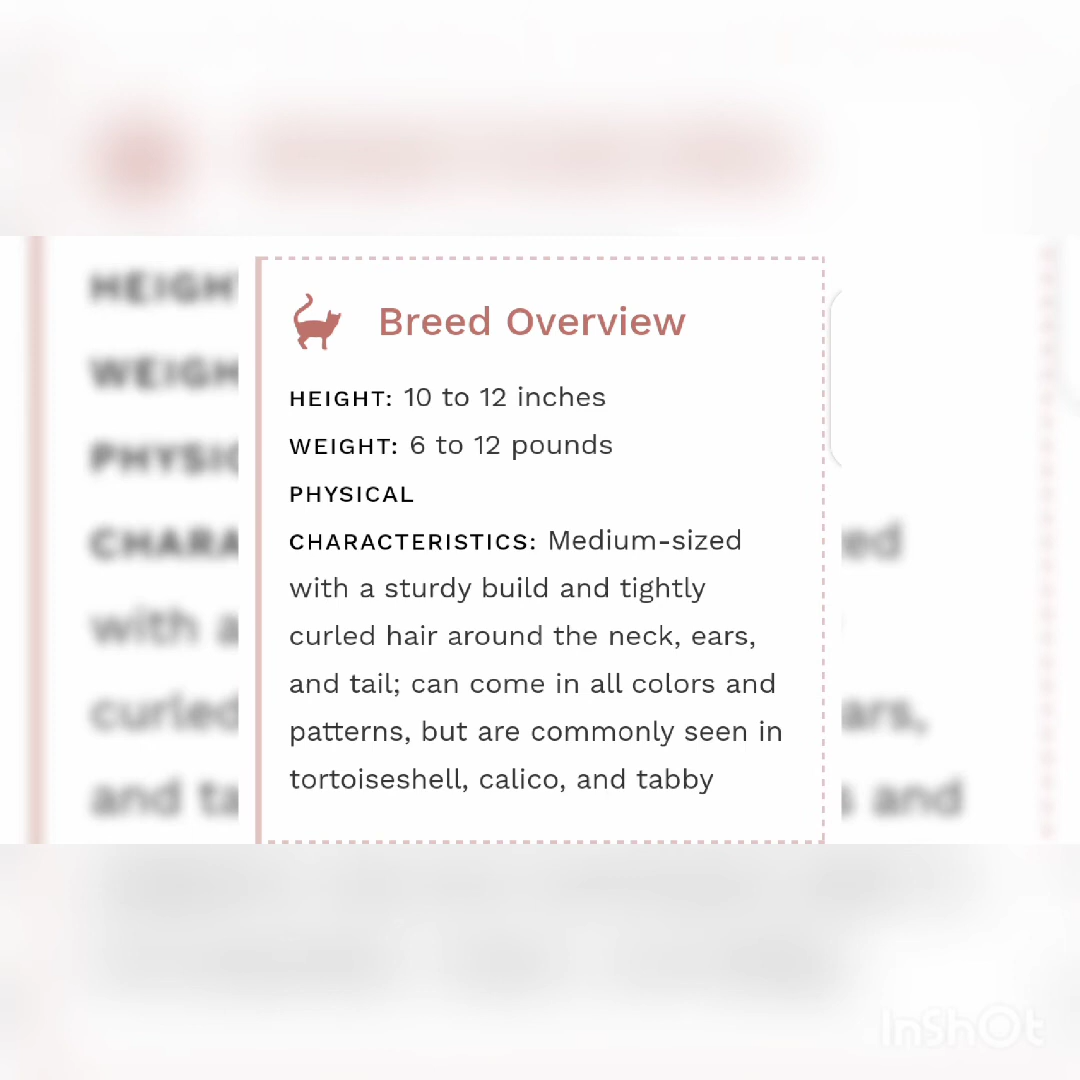 Breed Overview
HEIGHT: 10 to 12 inches
WEIGHT: 6 to 12 pounds
PHYSICAL
CHARACTERISTICS: Medium-sized
with a sturdy build and tightly
curled hair around the neck, ears,
and tail; can come in all colors and
patterns, but are commonly seen in
tortoiseshell, calico, and tabby
InShOt